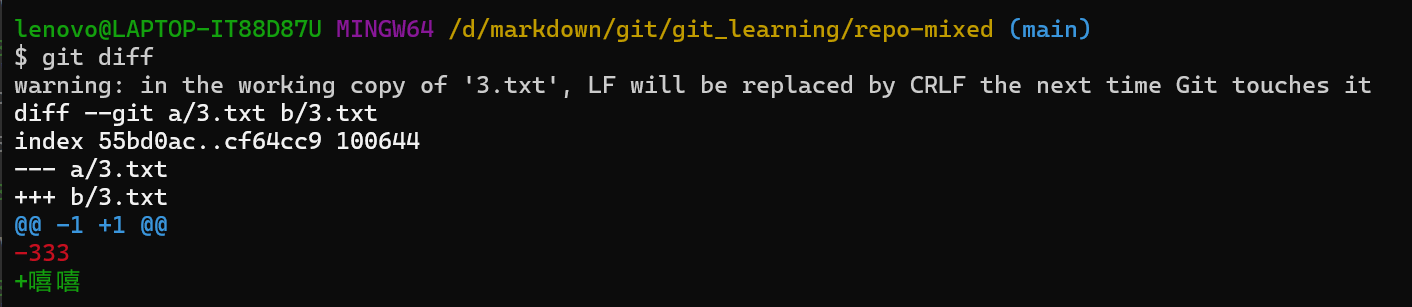 lenovo@LAPTOP-IT88D87U MINGW64 /d/markdown/git/git_learning/repo-mixed (main)
$ git diff
warning: in the working copy of '3.txt', LF will be replaced by CRLF the next time Git touches it
diff --git a/3.txt b/3.txt
index 55bd0ac..cf64cc9 100644
--- a/3.txt
+++ b/3.txt
@@ -1 +1 @@
-333
+嘻嘻